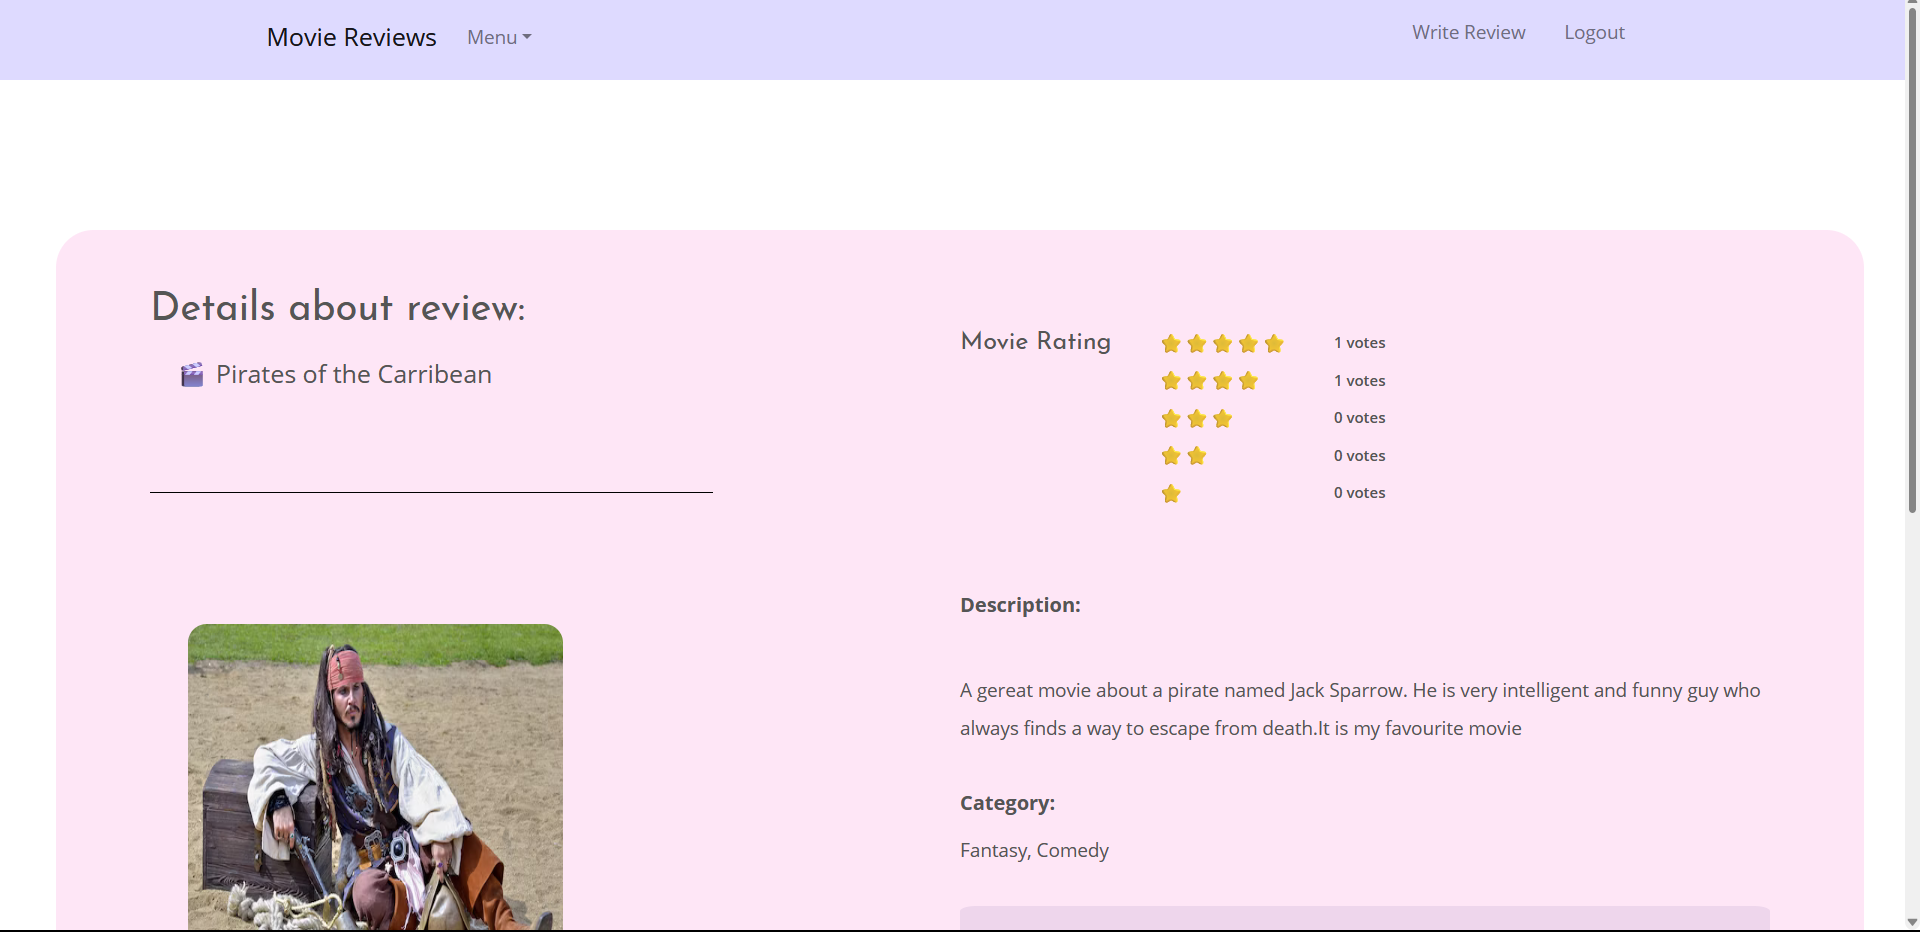 Movie Reviews
Menu
Write Review
Logout
Details about review:
Pirates of the Carribean
Movie Rating
1 votes
1 votes
0 votes
0 votes
0 votes
Description:
A gereat movie about a pirate named Jack Sparrow. He is very intelligent and funny guy who
always finds a way to escape from death.It is my favourite movie
Category:
Fantasy, Comedy